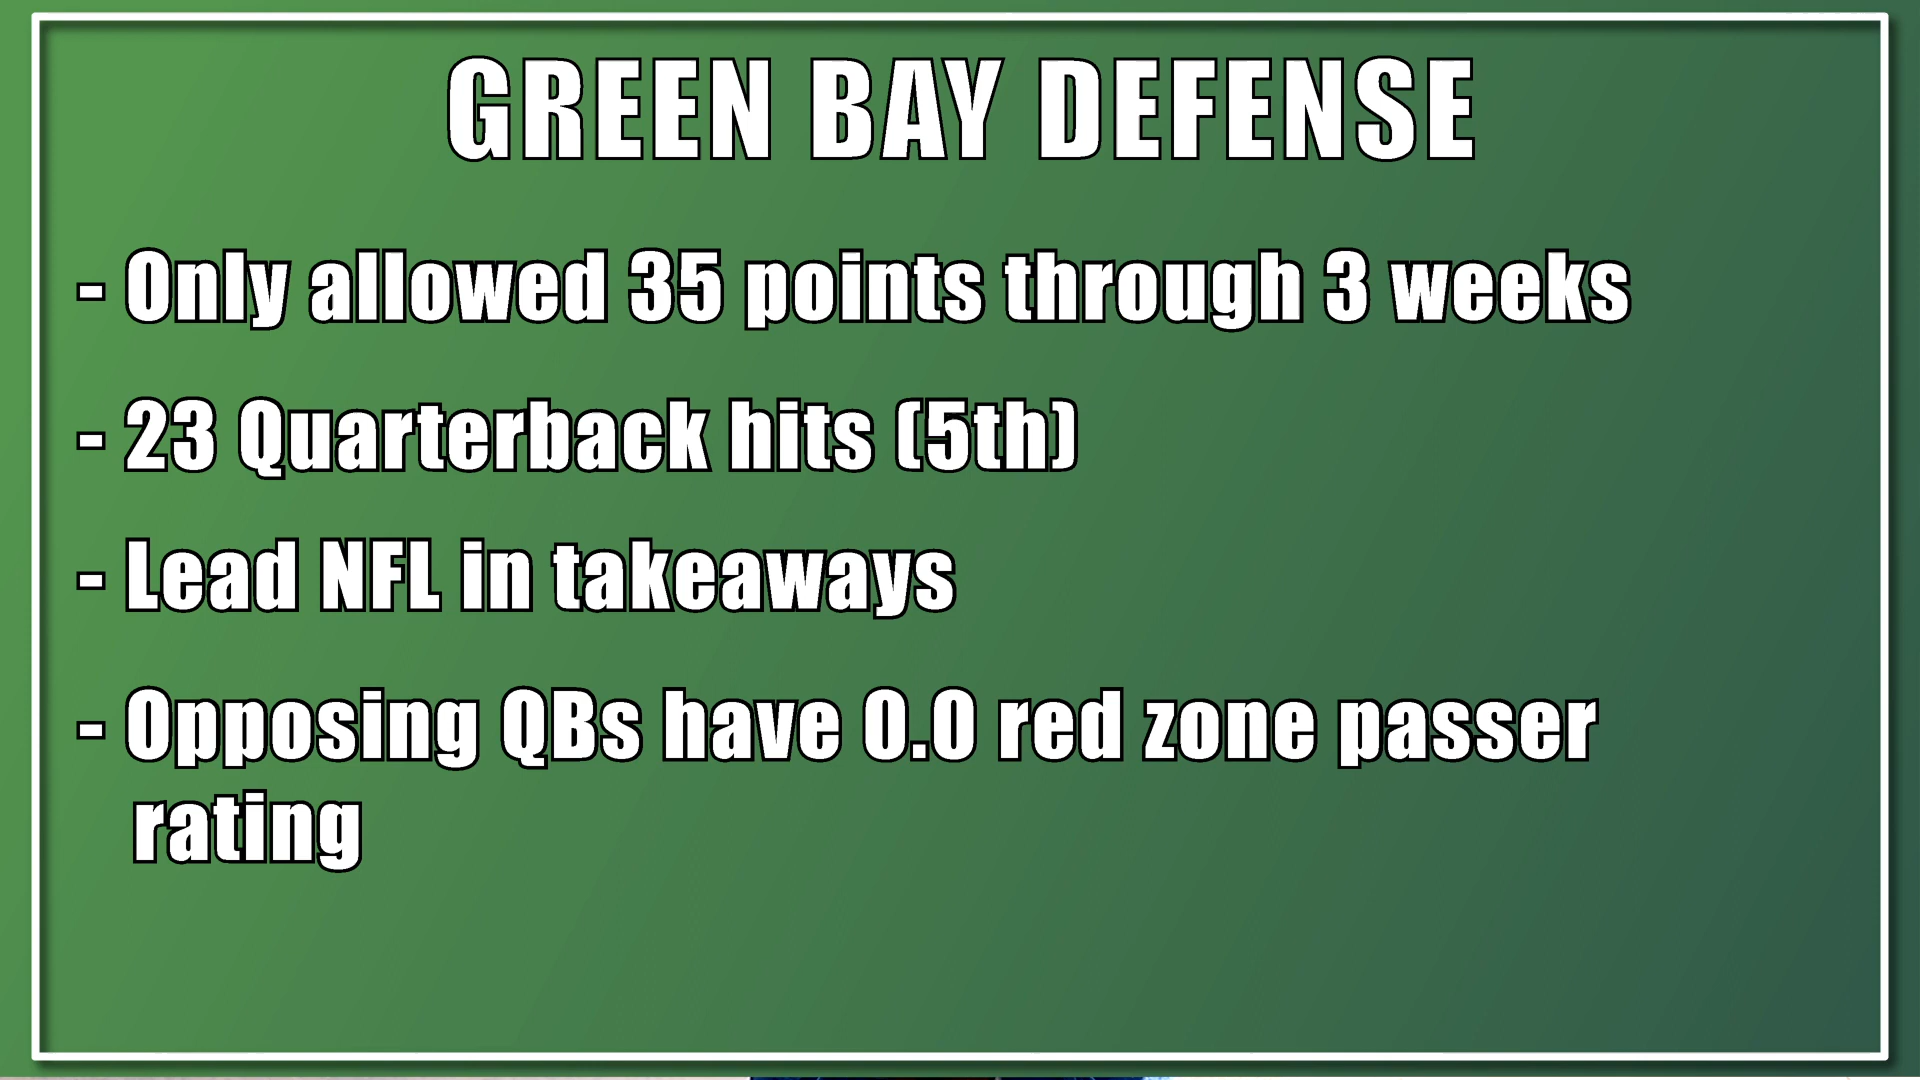 GREEN BAY DEFENSE
- Only allowed 35 points through 3 weeks
- 23 Quarterback hits (5th)
- Lead NFL in takeaways
- Opposing QBs have 0.0 red zone passer
rating